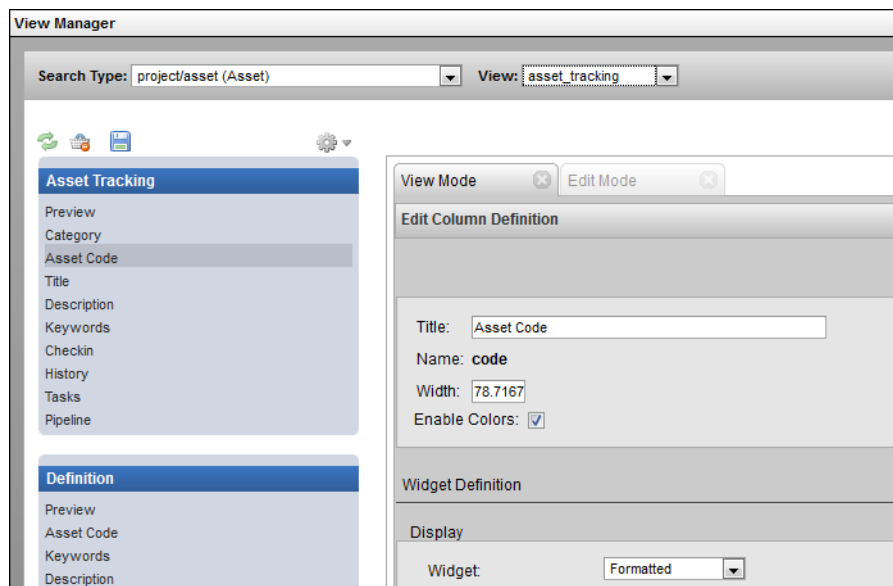 View Manager
Search Type: project/asset (Asset) View: asset_tracking
Asset Tracking
Preview
Category
Asset Code
Title
Description
Keywords
Checkin
History
Tasks
Pipeline
Definition
Preview
Asset Code
Keywords
Description
View Mode Edit Mode
Edit Column Definition
Title: Asset Code
Name: code
Width: 78.7167
Enable Colors:
Widget Definition
Display
Widget: Formatted